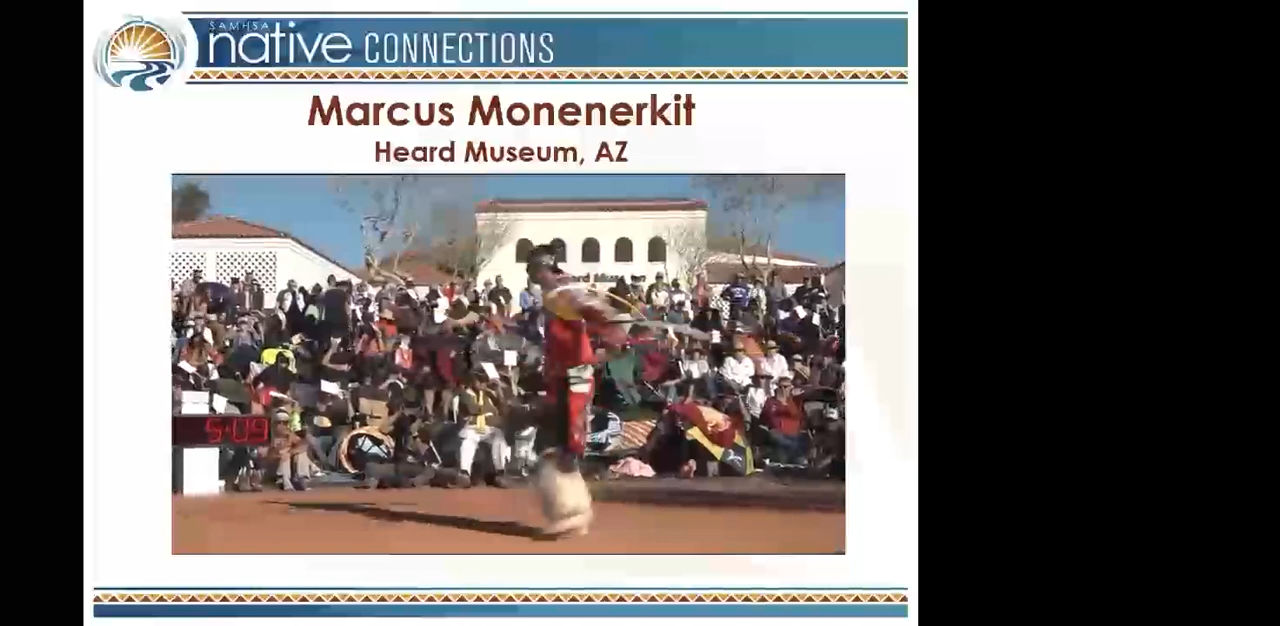 SAMHSA
native CONNECTIONS
Marcus Monenerkit
Heard Museum, AZ
5:09